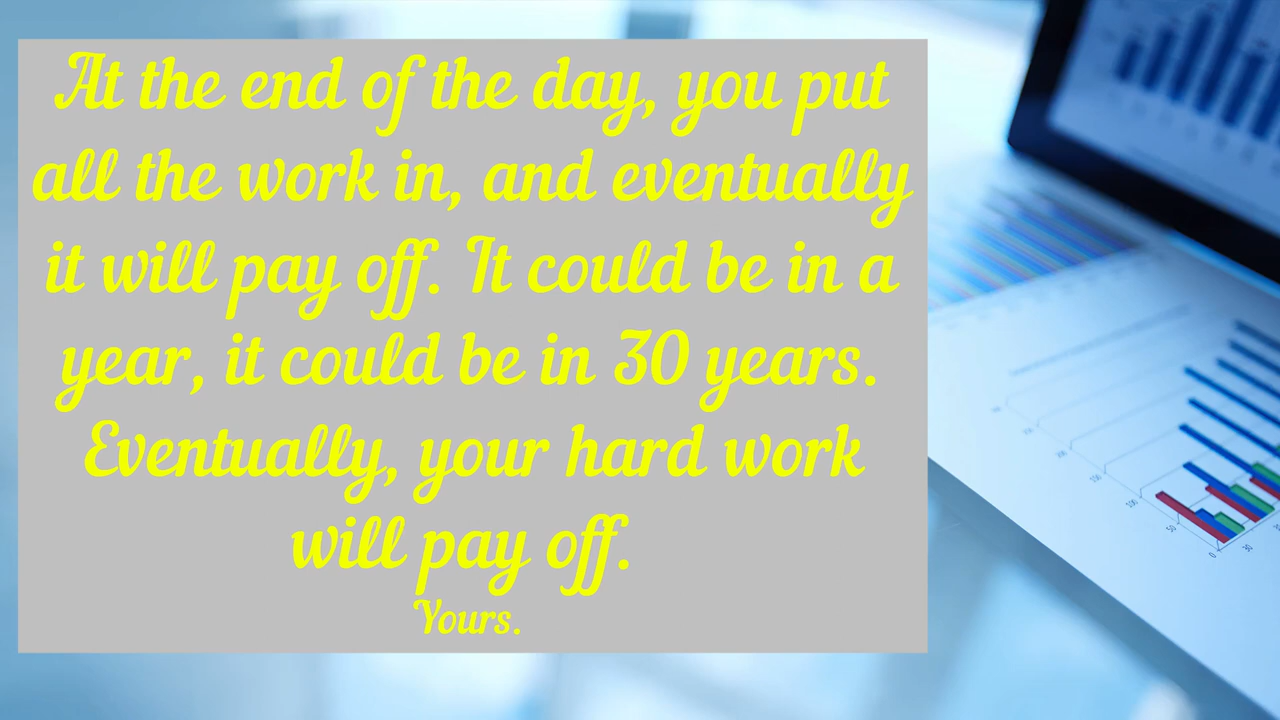 At the end of the day, you put
all the work in, and eventually
it will pay off. It could be in a
year, it could be in 30 years.
Eventually, your hard work
will pay off.
Yours.